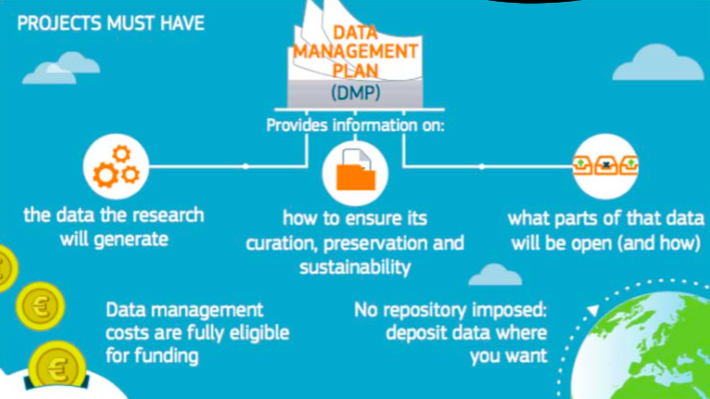 PROJECTS MUST HAVE
DATA
MANAGEMENT
PLAN
(DMP)
Provides information on:
the data the research
will generate
how to ensure its
curation, preservation and
sustainability
what parts of that data
will be open (and how)
Data management
costs are fully eligible
for funding
No repository imposed:
deposit data where
you want
€
€